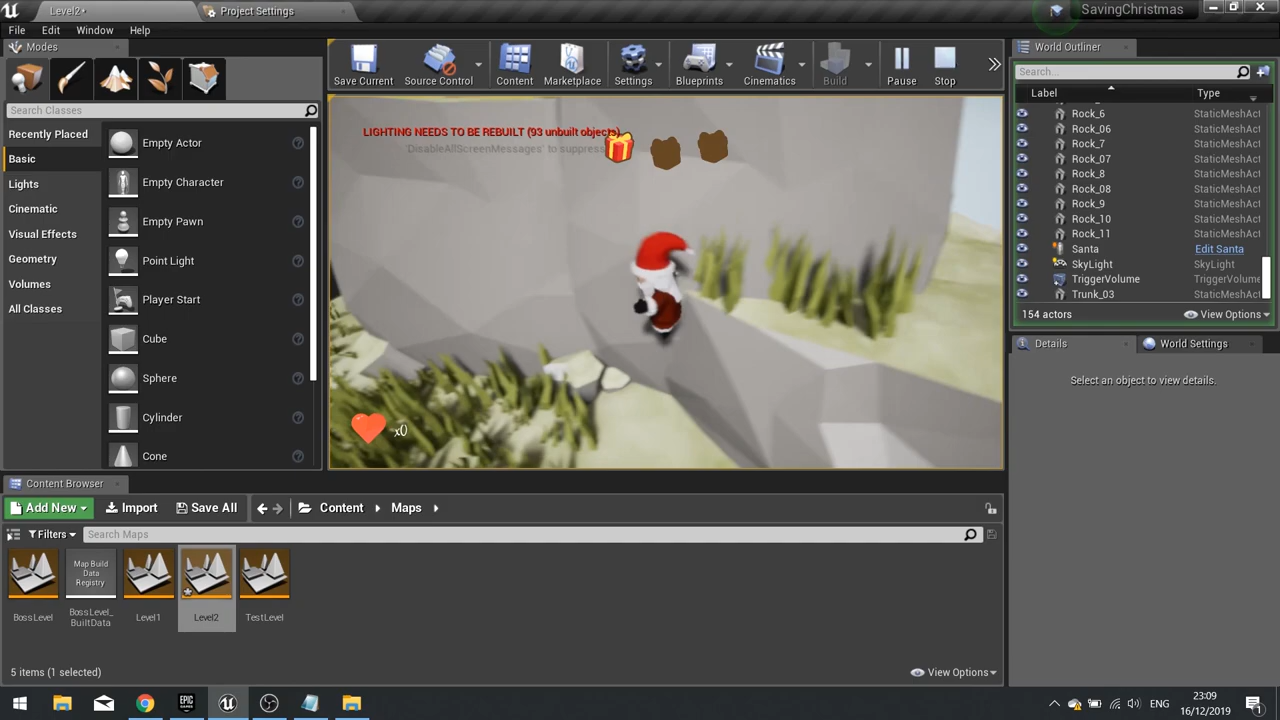 Level2•
Project Settings
SavingChristmas
File Edit Window Help
Modes
Search Classes
Recently Placed
Basic
Lights
Cinematic
Visual Effects
Geometry
Volumes
All Classes
Empty Actor
Empty Character
Empty Pawn
Point Light
Player Start
Cube
Sphere
Cylinder
Cone
Save Current
Source Control
Content
Marketplace
Settings
Blueprints
Cinematics
Build
Pause
Stop
LIGHTING NEEDS TO BE REBUILT (93 unbuilt objects)
'DisableAllScreenMessages' to suppress
x0
World Outliner
Search...
Label Type
Rock_6 StaticMeshAct
Rock_06 StaticMeshAct
Rock_7 StaticMeshAct
Rock_07 StaticMeshAct
Rock_8 StaticMeshAct
Rock_08 StaticMeshAct
Rock_9 StaticMeshAct
Rock_10 StaticMeshAct
Rock_11 StaticMeshAct
Santa Edit Santa
SkyLight SkyLight
TriggerVolume TriggerVolume
Trunk_03 StaticMeshAct
154 actors View Options
Details
World Settings
Select an object to view details.
Content Browser
Add New Import Save All Content Maps
Filters Search Maps
Map Build
Data
Registry
BossLevel
BossLevel_
BuiltData
Level1
Level2
TestLevel
5 items (1 selected) View Options
EPIC
GAMES
ENG
23:09
16/12/2019
1